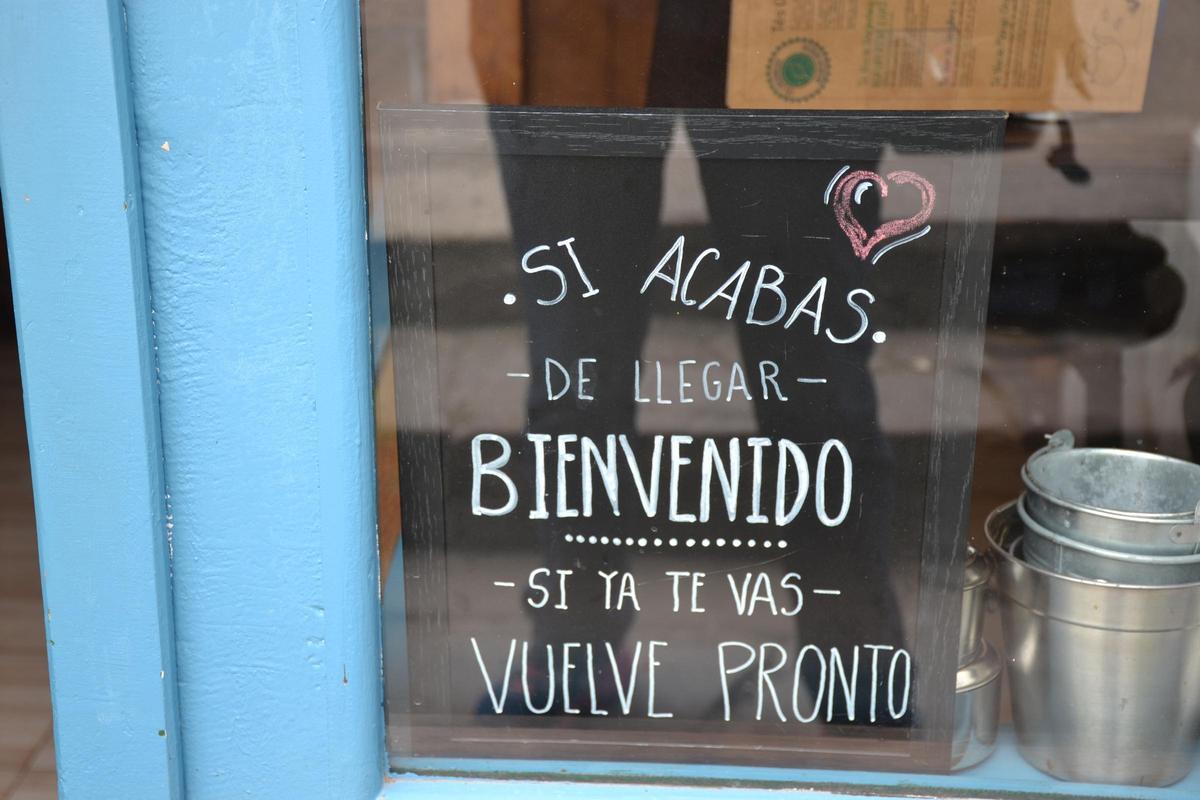 .SI ACABAS.
-DE LLEGAR-
BIENVENIDO
-SI YA TE VAS-
VUELVE PRONTO